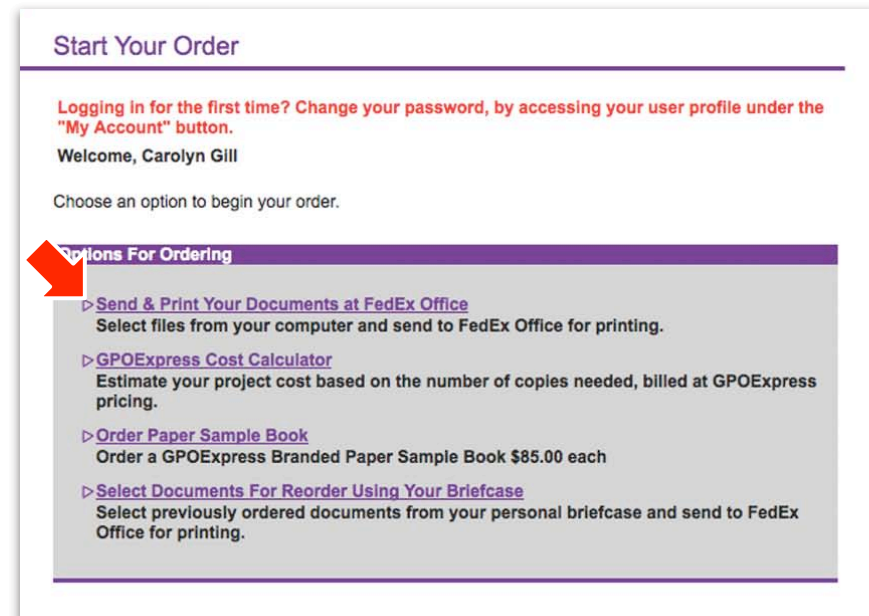 Start Your Order
Logging in for the first time? Change your password, by accessing your user profile under the
"My Account" button.
Welcome, Carolyn Gill
Choose an option to begin your order.
Options For Ordering
Send & Print Your Documents at FedEx Office
Select files from your computer and send to FedEx Office for printing.
GPOExpress Cost Calculator
Estimate your project cost based on the number of copies needed, billed at GPOExpress
pricing.
Order Paper Sample Book
Order a GPOExpress Branded Paper Sample Book $85.00 each
Select Documents For Reorder Using Your Briefcase
Select previously ordered documents from your personal briefcase and send to FedEx
Office for printing.